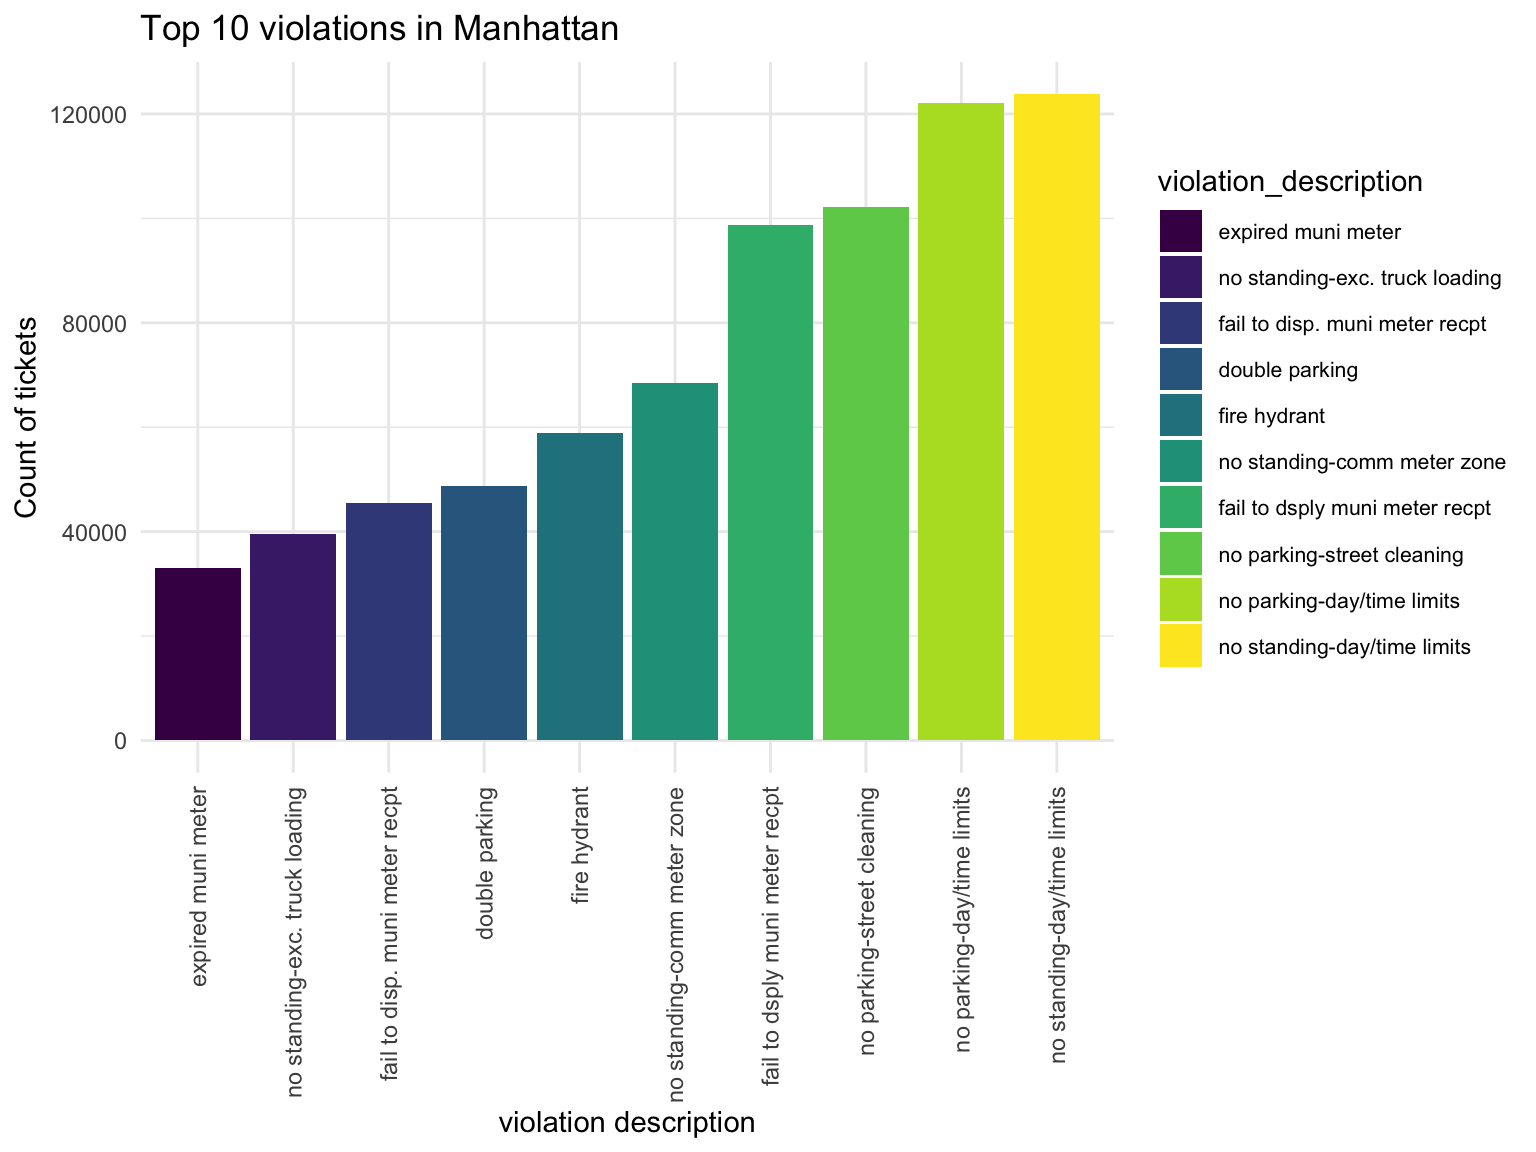 Top 10 violations in Manhattan
Count of tickets
120000
80000
40000
0
expired muni meter
no standing-exc. truck loading
fail to disp. muni meter recpt
double parking
fire hydrant
no standing-comm meter zone
fail to dsply muni meter recpt
no parking-street cleaning
no parking-day/time limits
no standing-day/time limits
violation description
violation_description
expired muni meter
no standing-exc. truck loading
fail to disp. muni meter recpt
double parking
fire hydrant
no standing-comm meter zone
fail to dsply muni meter recpt
no parking-street cleaning
no parking-day/time limits
no standing-day/time limits